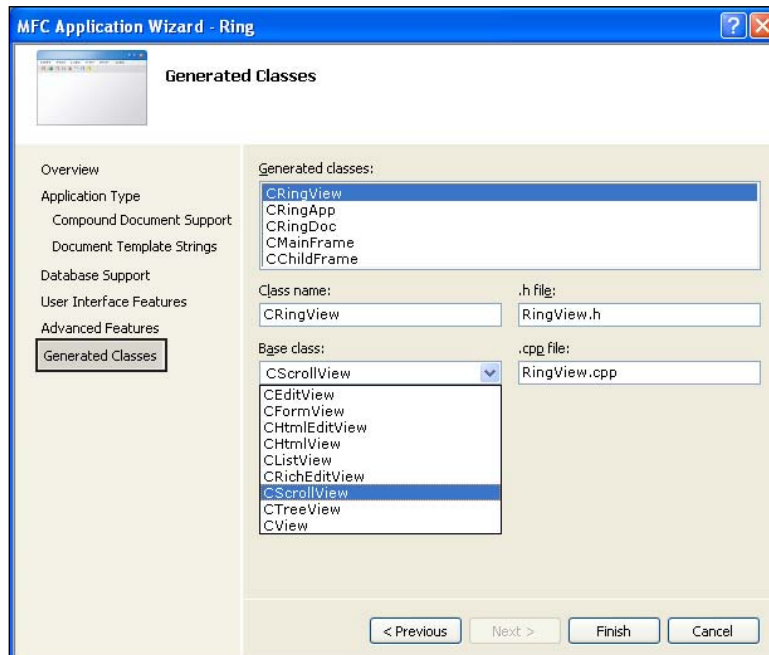 MFC Application Wizard - Ring
Generated Classes
Overview
Application Type
Compound Document Support
Document Template Strings
Database Support
User Interface Features
Advanced Features
Generated Classes
Generated classes:
CRingView
CRingApp
CRingDoc
CMainFrame
CChildFrame
Class name:
CRingView
.h file:
RingView.h
Base class:
CScrollView
.cpp file:
RingView.cpp
CEditView
CFormView
CHtmlEditView
CHtmlView
CListView
CRichEditView
CScrollView
CTreeView
CView
< Previous
Next >
Finish
Cancel